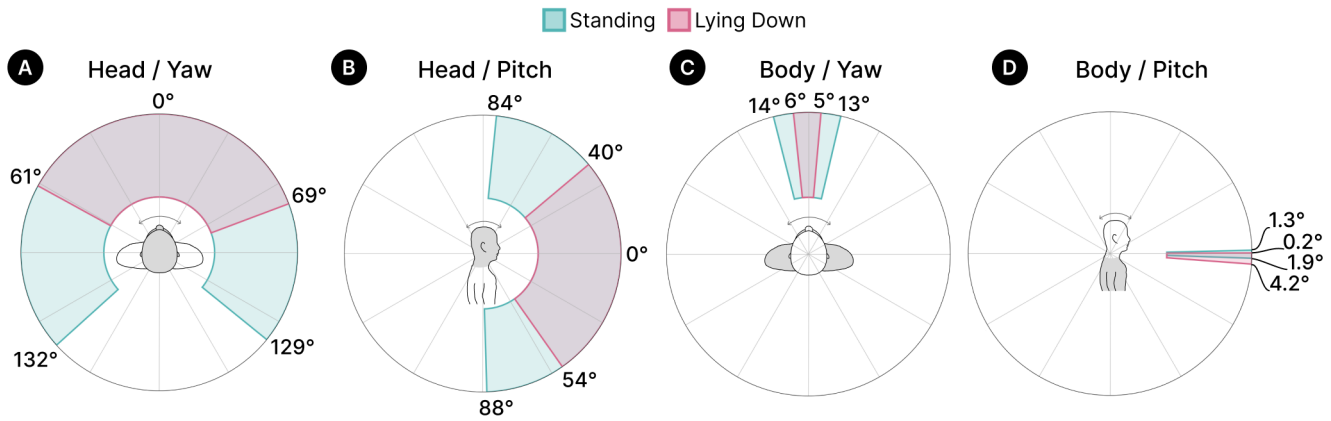 Standing Lying Down
A Head / Yaw
0°
61°
69°
132°
129°
B Head / Pitch
84°
40°
0°
54°
88°
C Body / Yaw
14° 6° 5° 13°
D Body / Pitch
1.3°
0.2°
1.9°
4.2°